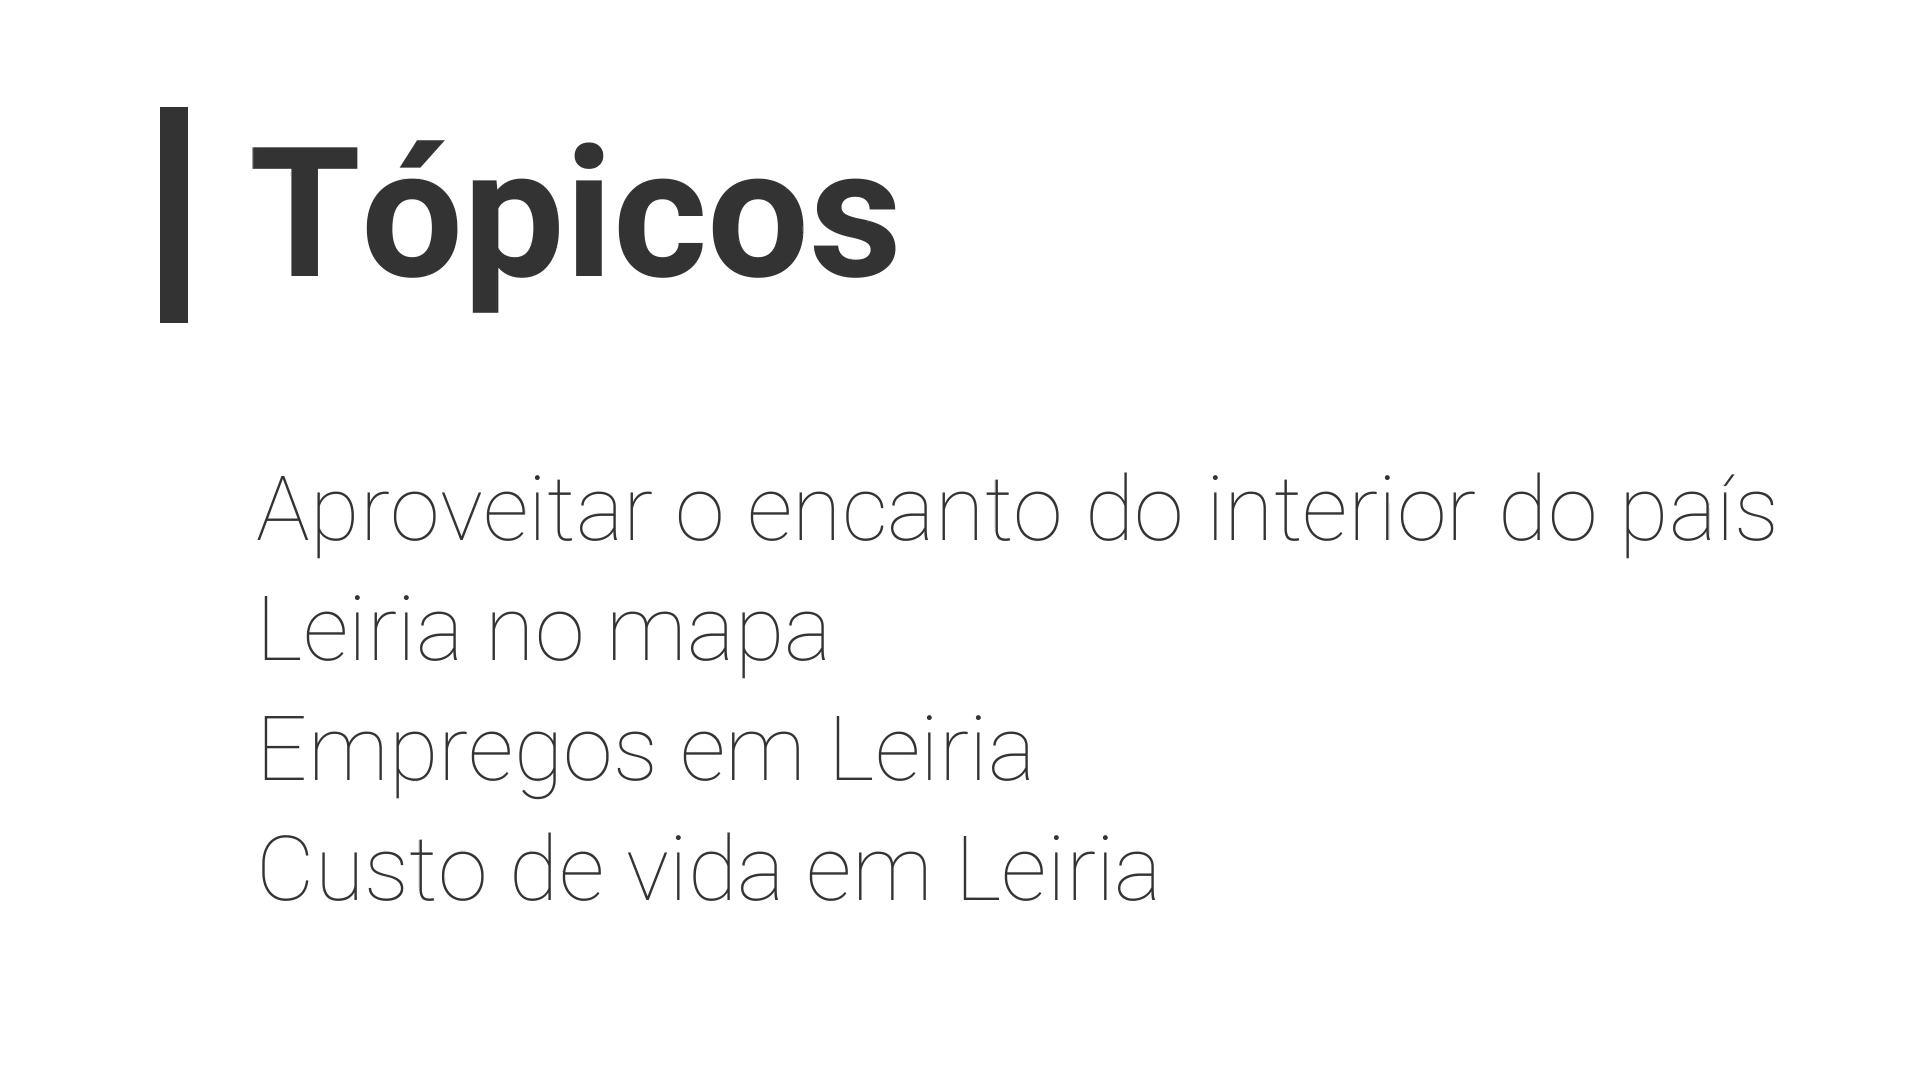 Tópicos
Aproveitar o encanto do interior do país
Leiria no mapa
Empregos em Leiria
Custo de vida em Leiria